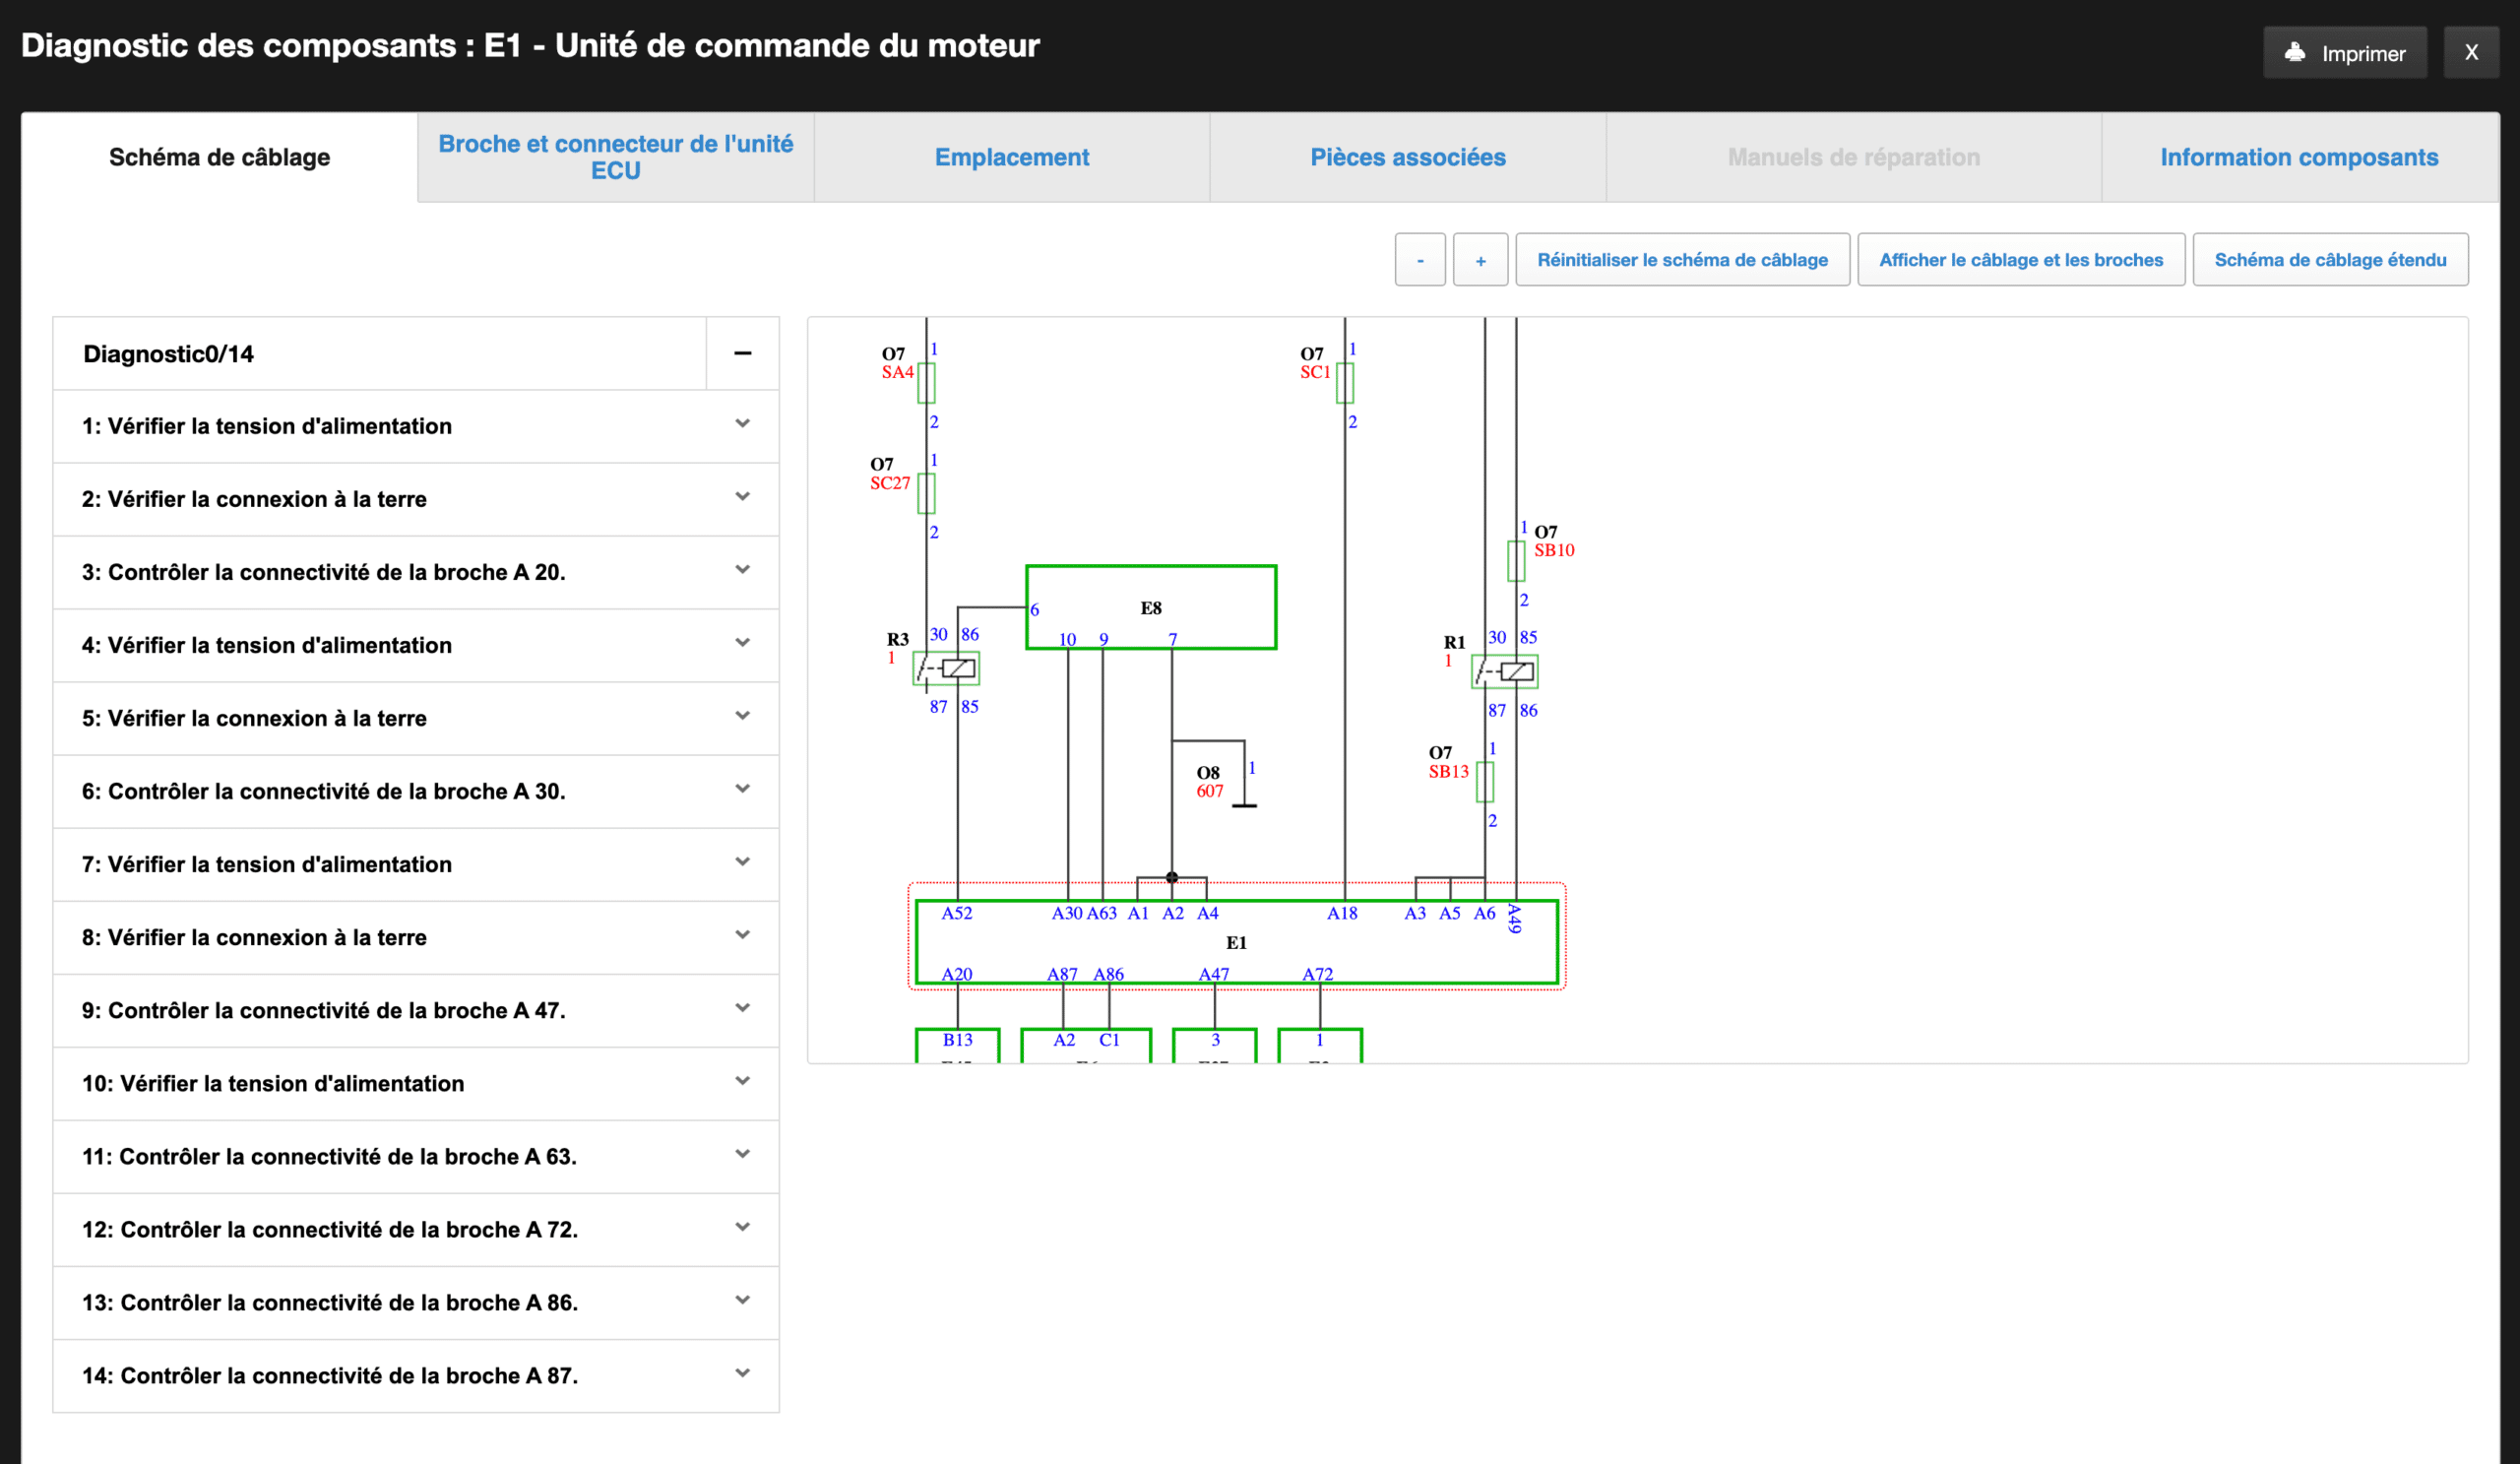 Diagnostic des composants : E1 - Unité de commande du moteur
Imprimer
X
Schéma de câblage
Broche et connecteur de l'unité
ECU
Emplacement
Pièces associées
Manuels de réparation
Information composants
-
+
Réinitialiser le schéma de câblage
Afficher le câblage et les broches
Schéma de câblage étendu
Diagnostic0/14
1: Vérifier la tension d'alimentation
2: Vérifier la connexion à la terre
3: Contrôler la connectivité de la broche A 20.
4: Vérifier la tension d'alimentation
5: Vérifier la connexion à la terre
6: Contrôler la connectivité de la broche A 30.
7: Vérifier la tension d'alimentation
8: Vérifier la connexion à la terre
9: Contrôler la connectivité de la broche A 47.
10: Vérifier la tension d'alimentation
11: Contrôler la connectivité de la broche A 63.
12: Contrôler la connectivité de la broche A 72.
13: Contrôler la connectivité de la broche A 86.
14: Contrôler la connectivité de la broche A 87.
O7 1
SA4
2
O7 1
SC1
2
O7 1
SC27
2
1 O7
SB10
2
6 E8
10 9 7
R3 30 86
1
87 85
R1 30 85
1
87 86
O7 1
SB13
2
O8 1
607
A52 A30 A63 A1 A2 A4 A18 A3 A5 A6 A49
E1
A20 A87 A86 A47 A72
B13 A2 C1 3 1